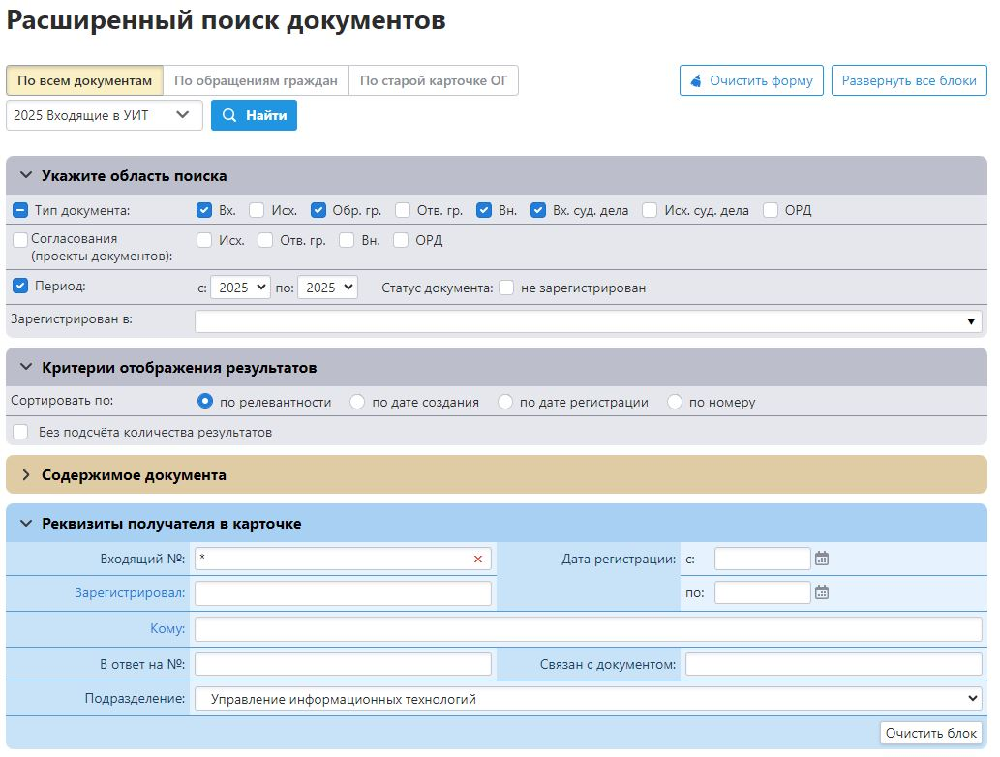 Расширенный поиск документов
По всем документам По обращениям граждан По старой карточке ОГ Очистить форму Развернуть все блоки
2025 Входящие в УИТ Найти
Укажите область поиска
Тип документа: Вх. Исх. Обр. гр. Отв. гр. Вн. Вх. суд. дела Исх. суд. дела ОРД
Согласования
(проекты документов): Исх. Отв. гр. Вн. ОРД
Период: с: 2025 по: 2025 Статус документа: не зарегистрирован
Зарегистрирован в:
Критерии отображения результатов
Сортировать по: по релевантности по дате создания по дате регистрации по номеру
Без подсчёта количества результатов
Содержимое документа
Реквизиты получателя в карточке
Входящий №: * Дата регистрации: с:
Зарегистрировал: по:
Кому:
В ответ на №: Связан с документом:
Подразделение: Управление информационных технологий
Очистить блок